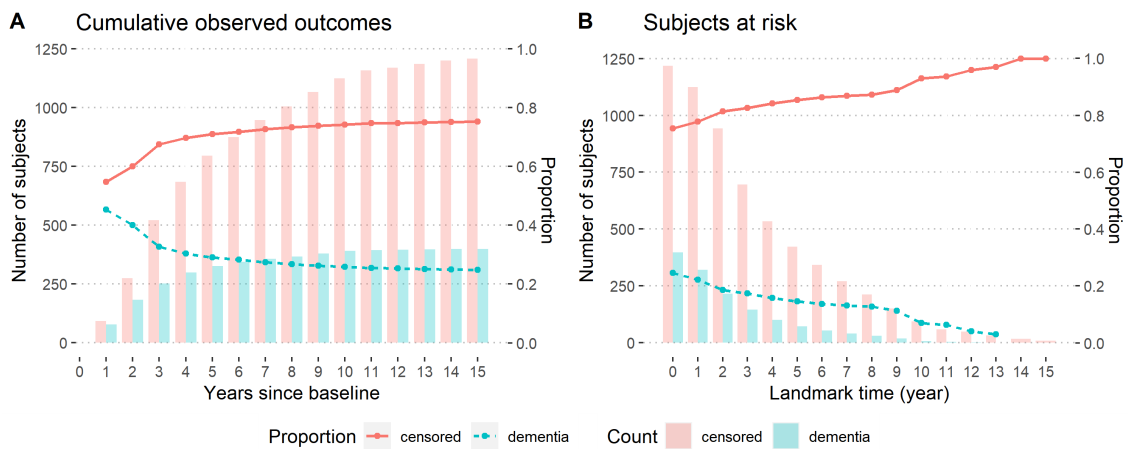 A Cumulative observed outcomes
1250
1000
750
500
250
0
Number of subjects
1.0
0.8
0.6
0.4
0.2
0.0
Proportion
0 1 2 3 4 5 6 7 8 9 10 11 12 13 14 15
Years since baseline
B Subjects at risk
1250
1000
750
500
250
0
Number of subjects
1.0
0.8
0.6
0.4
0.2
0.0
Proportion
0 1 2 3 4 5 6 7 8 9 10 11 12 13 14 15
Landmark time (year)
Proportion censored dementia Count censored dementia